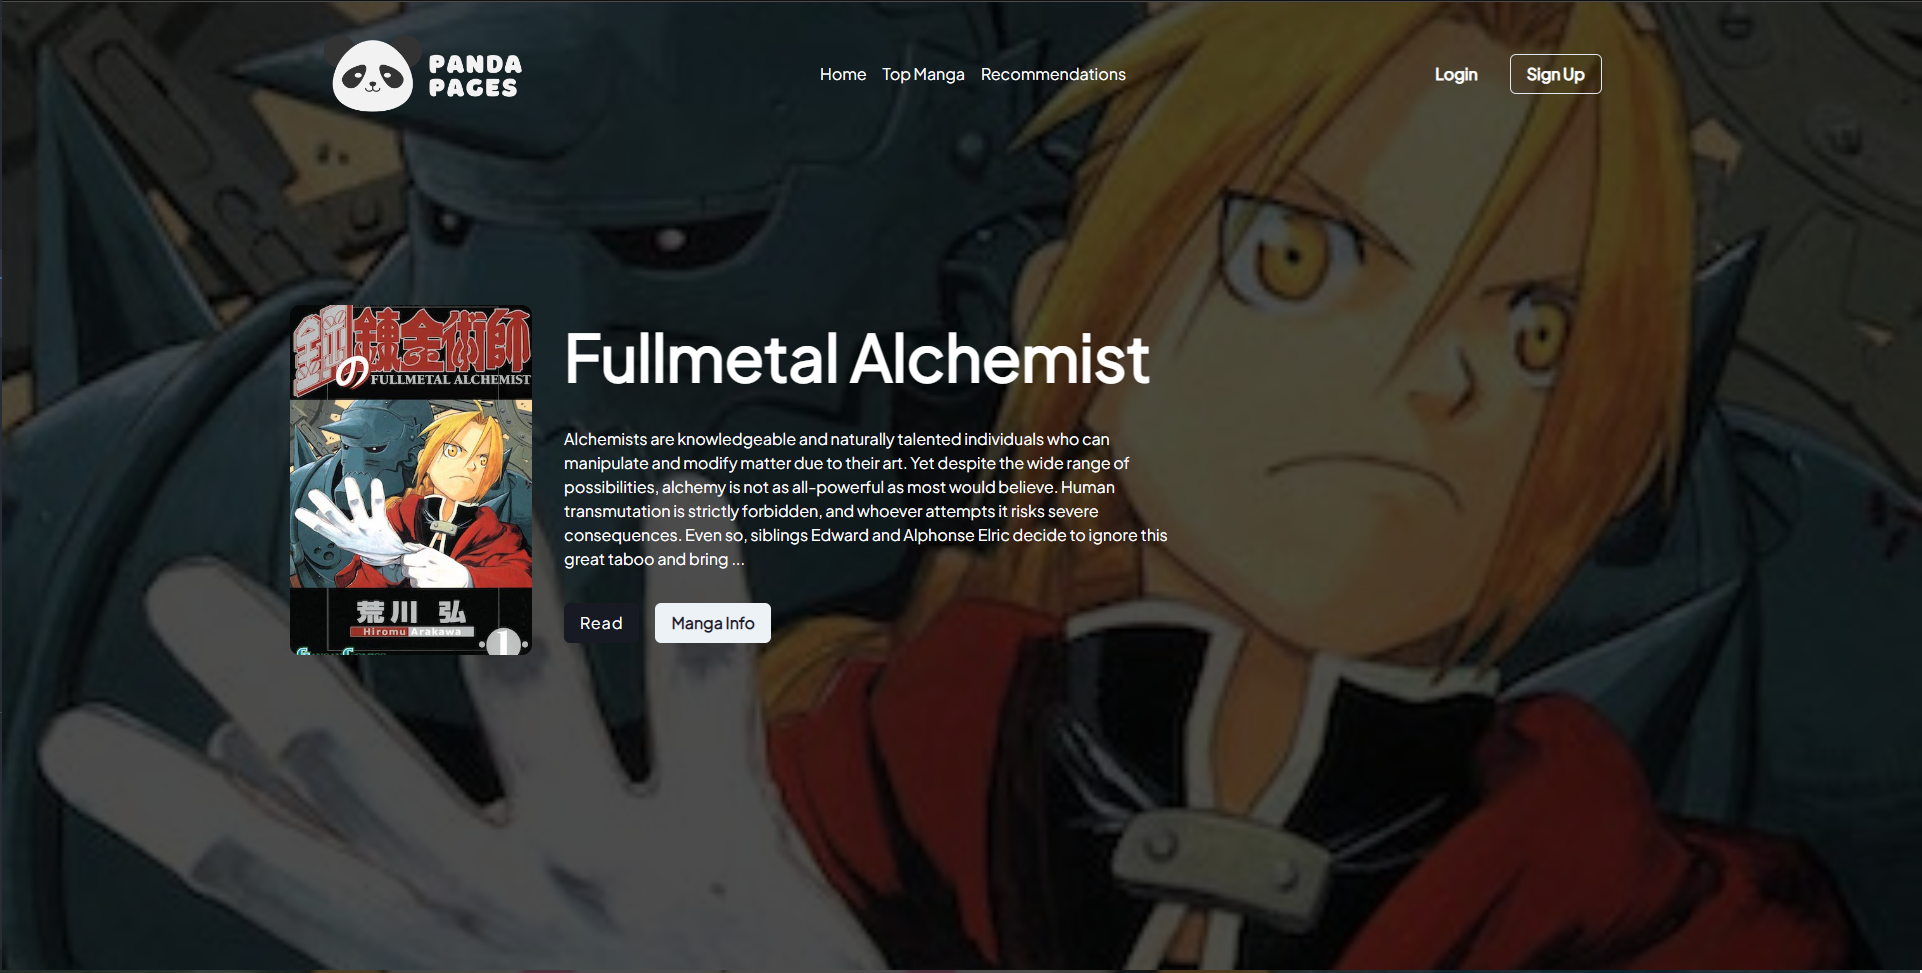 PANDA
PAGES
Home Top Manga Recommendations
Login
Sign Up
鋼の錬金術師
FULLMETAL ALCHEMIST
荒川 弘
Hiromu Arakawa
1
Fullmetal Alchemist
Alchemists are knowledgeable and naturally talented individuals who can
manipulate and modify matter due to their art. Yet despite the wide range of
possibilities, alchemy is not as all-powerful as most would believe. Human
transmutation is strictly forbidden, and whoever attempts it risks severe
consequences. Even so, siblings Edward and Alphonse Elric decide to ignore this
great taboo and bring ...
Read
Manga Info